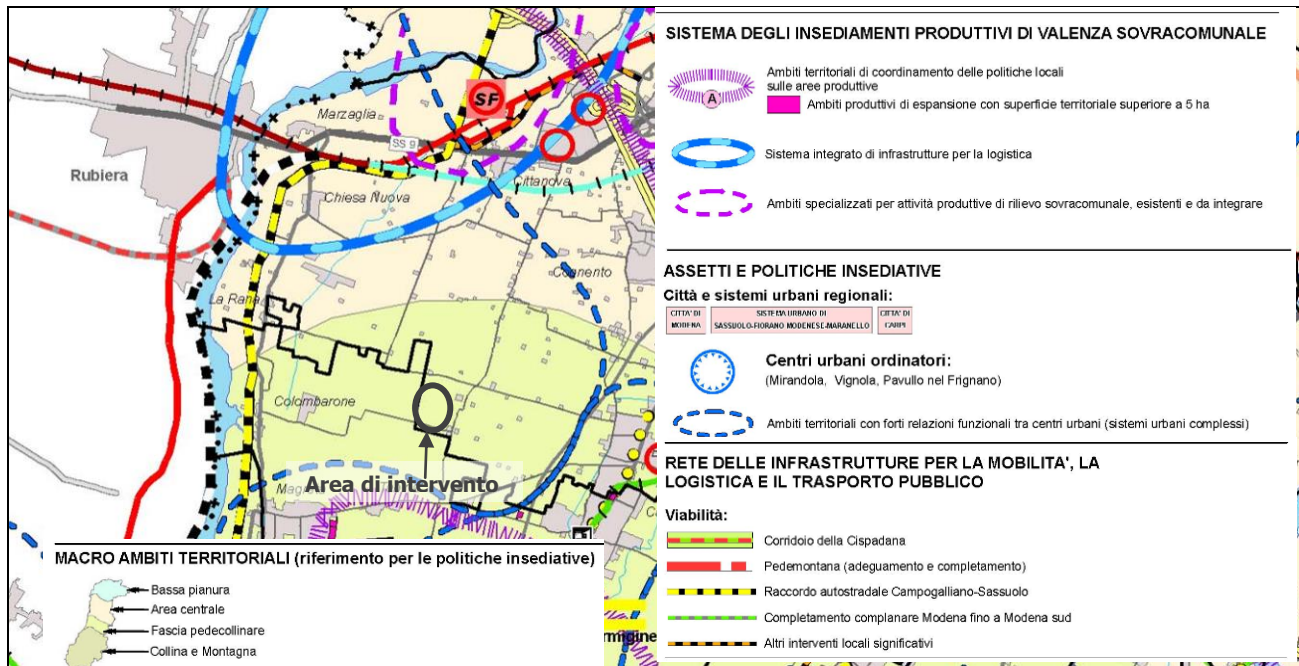 Marzaglia
SF
SS 9
Rubiera
Cittanova
Chiesa Nuova
Cognento
La Rana
Colombarone
Area di intervento
MACRO AMBITI TERRITORIALI (riferimento per le politiche insediative)
Bassa pianura
Area centrale
Fascia pedecollinare
Collina e Montagna
rmigine
SISTEMA DEGLI INSEDIAMENTI PRODUTTIVI DI VALENZA SOVRACOMUNALE
Ambiti territoriali di coordinamento delle politiche locali
sulle aree produttive
A
Ambiti produttivi di espansione con superficie territoriale superiore a 5 ha
Sistema integrato di infrastrutture per la logistica
Ambiti specializzati per attività produttive di rilievo sovracomunale, esistenti e da integrare
ASSETTI E POLITICHE INSEDIATIVE
Città e sistemi urbani regionali:
CITTA' DI
MODENA
SISTEMA URBANO DI
SASSUOLO-FIORANO MODENESE-MARANELLO
CITTA' DI
CARPI
Centri urbani ordinatori:
(Mirandola, Vignola, Pavullo nel Frignano)
Ambiti territoriali con forti relazioni funzionali tra centri urbani (sistemi urbani complessi)
RETE DELLE INFRASTRUTTURE PER LA MOBILITA', LA
LOGISTICA E IL TRASPORTO PUBBLICO
Viabilità:
Corridoio della Cispadana
Pedemontana (adeguamento e completamento)
Raccordo autostradale Campogalliano-Sassuolo
Completamento complanare Modena fino a Modena sud
Altri interventi locali significativi